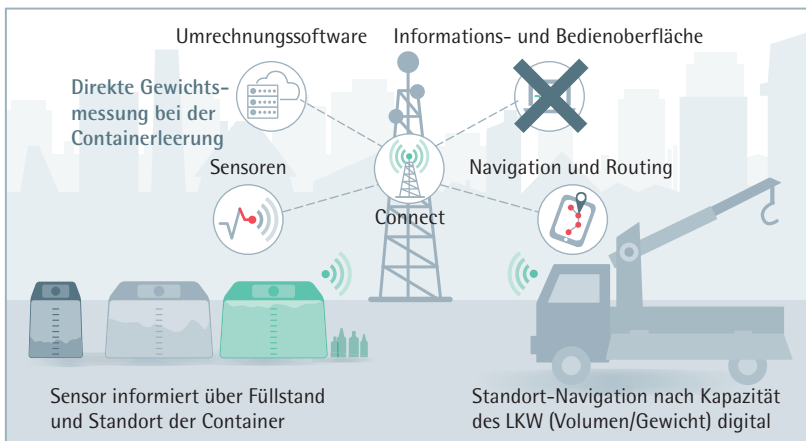 Umrechnungssoftware
Informations- und Bedienoberfläche
Direkte Gewichts-
messung bei der
Containerleerung
Sensoren
Navigation und Routing
Connect
Sensor informiert über Füllstand
und Standort der Container
Standort-Navigation nach Kapazität
des LKW (Volumen/Gewicht) digital